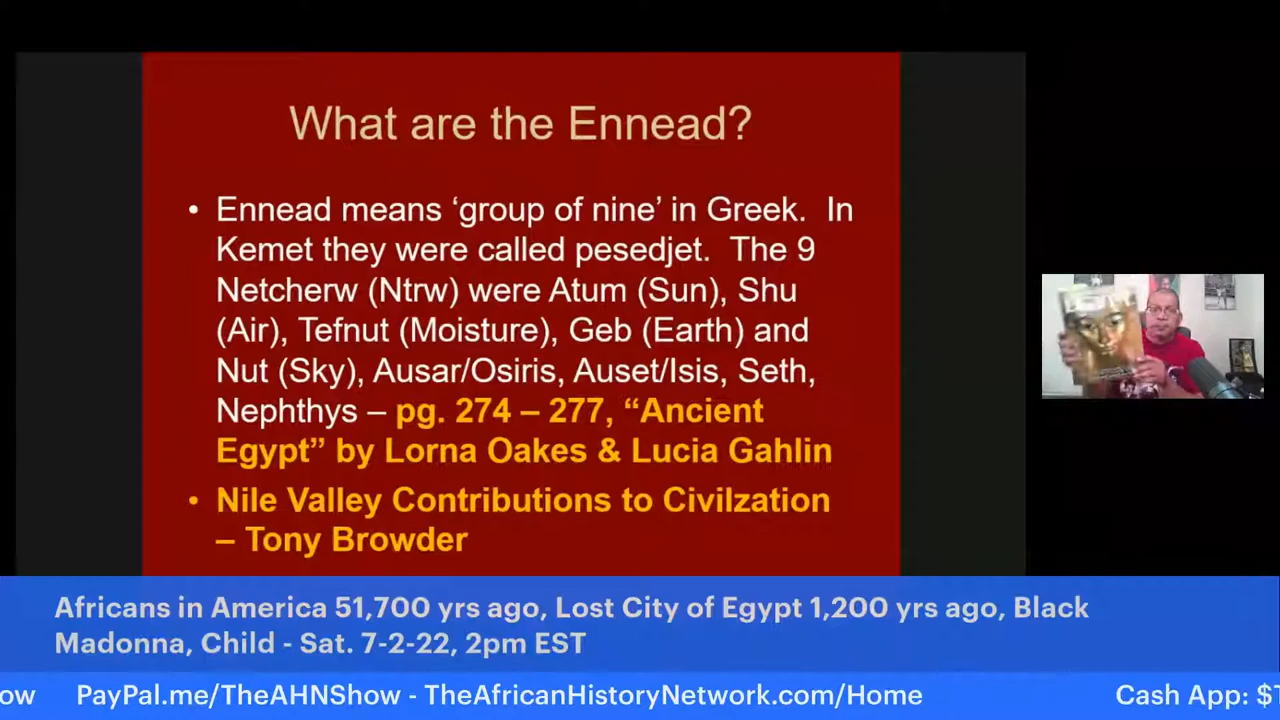 What are the Ennead?
• Ennead means ‘group of nine’ in Greek.  In
Kemet they were called pesedjet.  The 9
Netcherw (Ntrw) were Atum (Sun), Shu
(Air), Tefnut (Moisture), Geb (Earth) and
Nut (Sky), Ausar/Osiris, Auset/Isis, Seth,
Nephthys – pg. 274 – 277, “Ancient
Egypt” by Lorna Oakes & Lucia Gahlin
• Nile Valley Contributions to Civilzation
– Tony Browder
Africans in America 51,700 yrs ago, Lost City of Egypt 1,200 yrs ago, Black
Madonna, Child - Sat. 7-2-22, 2pm EST
PayPal.me/TheAHNShow - TheAfricanHistoryNetwork.com/Home Cash App: